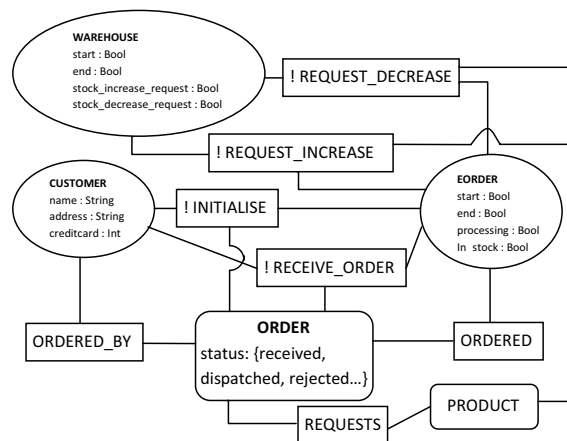 WAREHOUSE
start : Bool
end : Bool
stock_increase_request : Bool
stock_decrease_request : Bool
! REQUEST_DECREASE
! REQUEST_INCREASE
CUSTOMER
name : String
address : String
creditcard : Int
! INITIALISE
EORDER
start : Bool
end : Bool
processing : Bool
In stock : Bool
! RECEIVE_ORDER
ORDERED_BY
ORDER
status: {received,
dispatched, rejected...}
ORDERED
REQUESTS
PRODUCT